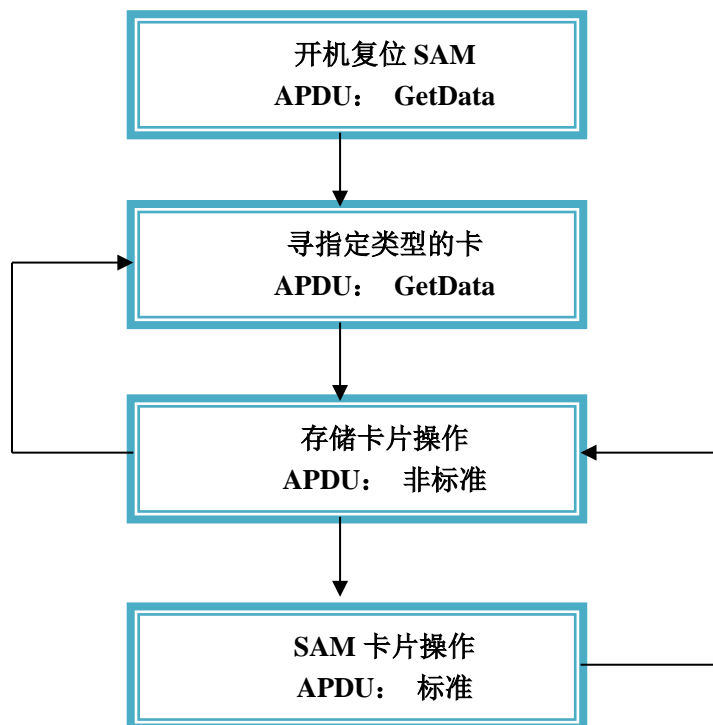 开机复位 SAM
APDU： GetData
寻指定类型的卡
APDU： GetData
存储卡片操作
APDU： 非标准
SAM 卡片操作
APDU： 标准